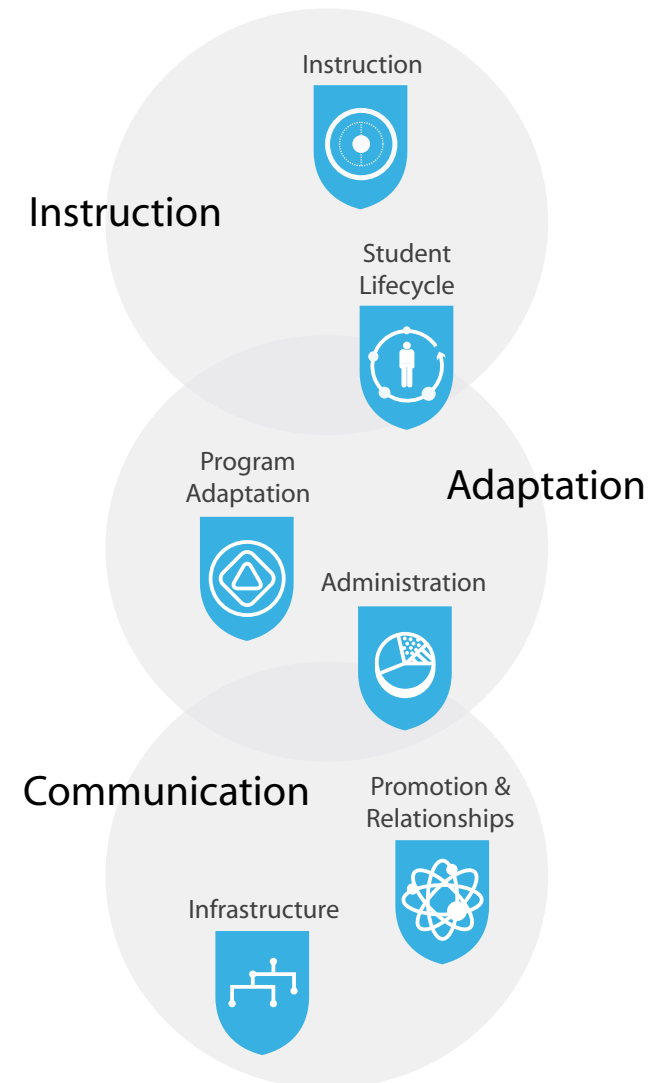 Instruction
Instruction
Student
Lifecycle
Program
Adaptation
Adaptation
Administration
Communication
Promotion &
Relationships
Infrastructure